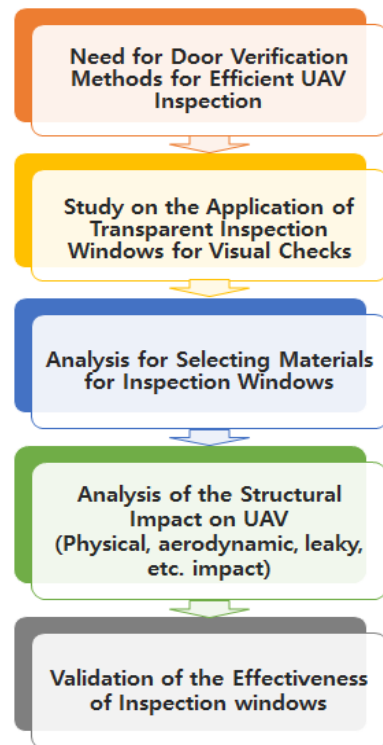 Need for Door Verification
Methods for Efficient UAV
Inspection
Study on the Application of
Transparent Inspection
Windows for Visual Checks
Analysis for Selecting Materials
for Inspection Windows
Analysis of the Structural
Impact on UAV
(Physical, aerodynamic, leaky,
etc. impact)
Validation of the Effectiveness
of Inspection windows